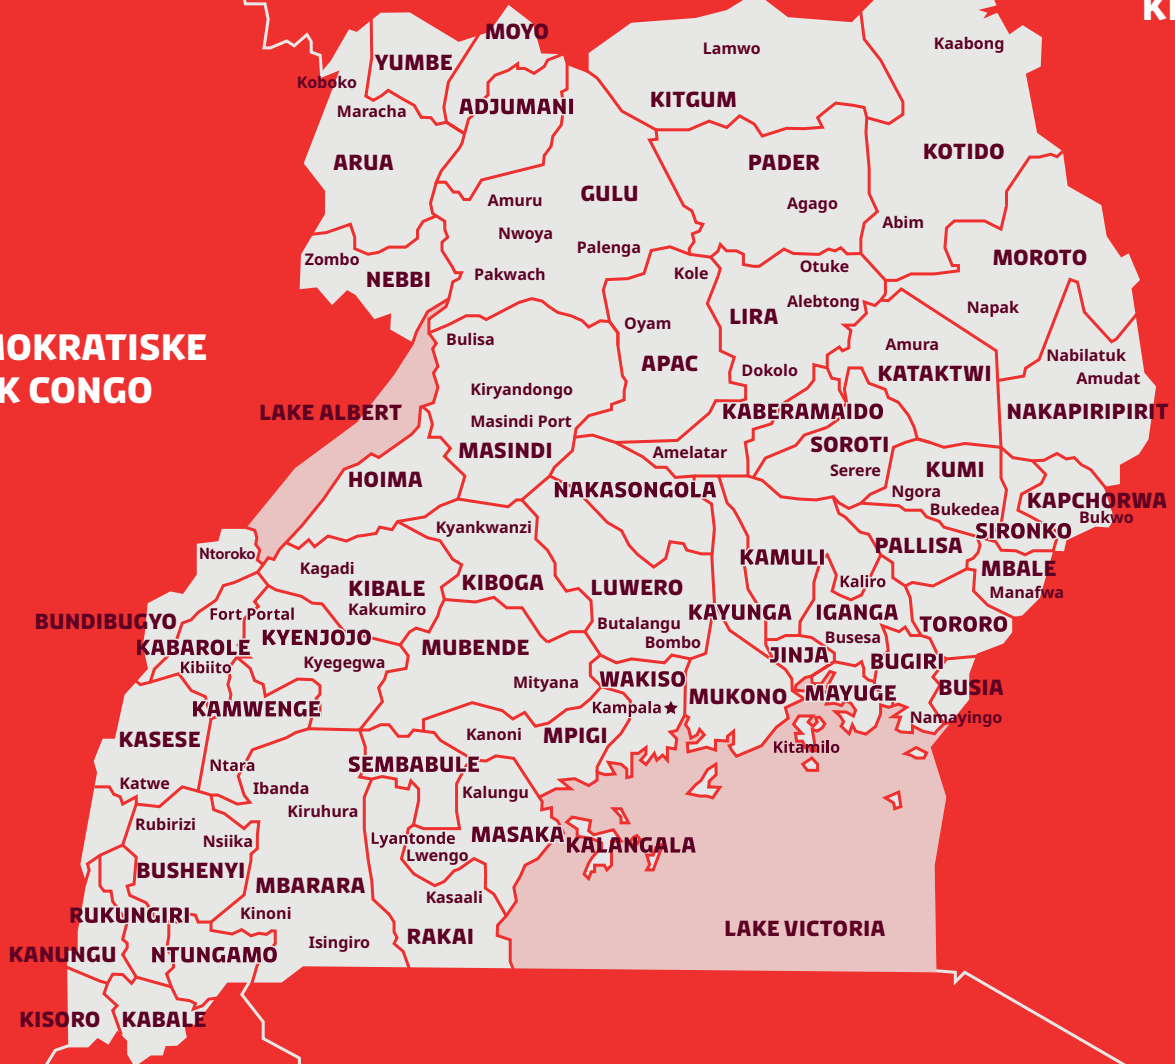 KE
MOYO
Lamwo
Kaabong
YUMBE
Koboko
KITGUM
ADJUMANI
Maracha
KOTIDO
ARUA
PADER
GULU
Amuru
Agago
Abim
Nwoya
Palenga
MOROTO
Zombo
Otuke
Kole
Pakwach
NEBBI
Alebtong
Napak
LIRA
Oyam
Bulisa
Amura
MOKRATISKE
K CONGO
Nabilatuk
APAC
Dokolo
KATAKTWI
Amudat
Kiryandongo
LAKE ALBERT
KABERAMAIDO
NAKAPIRIPIRIT
Masindi Port
SOROTI
MASINDI
Amelatar
Serere
KUMI
HOIMA
NAKASONGOLA
Ngora
KAPCHORWA
Bukedea
Bukwo
Kyankwanzi
SIRONKO
PALLISA
Ntoroko
KAMULI
Kagadi
MBALE
KIBALE
KIBOGA
LUWERO
Kaliro
Manafwa
Kakumiro
Fort Portal
KAYUNGA
IGANGA
BUNDIBUGYO
Butalangu
TORORO
KYENJOJO
Busesa
Bombo
KABAROLE
MUBENDE
JINJA
Kyegegwa
BUGIRI
Kibiito
WAKISO
Mityana
BUSIA
MAYUGE
MUKONO
Kampala
KAMWENGE
Namayingo
Kanoni
MPIGI
KASESE
Kitamilo
Ntara
SEMBABULE
Katwe
Ibanda
Kalungu
Kiruhura
Rubirizi
MASAKA
Lyantonde
Nsiika
KALANGALA
Lwengo
BUSHENYI
MBARARA
Kasaali
Kinoni
RUKUNGIRI
LAKE VICTORIA
RAKAI
Isingiro
KANUNGU
NTUNGAMO
KISORO
KABALE